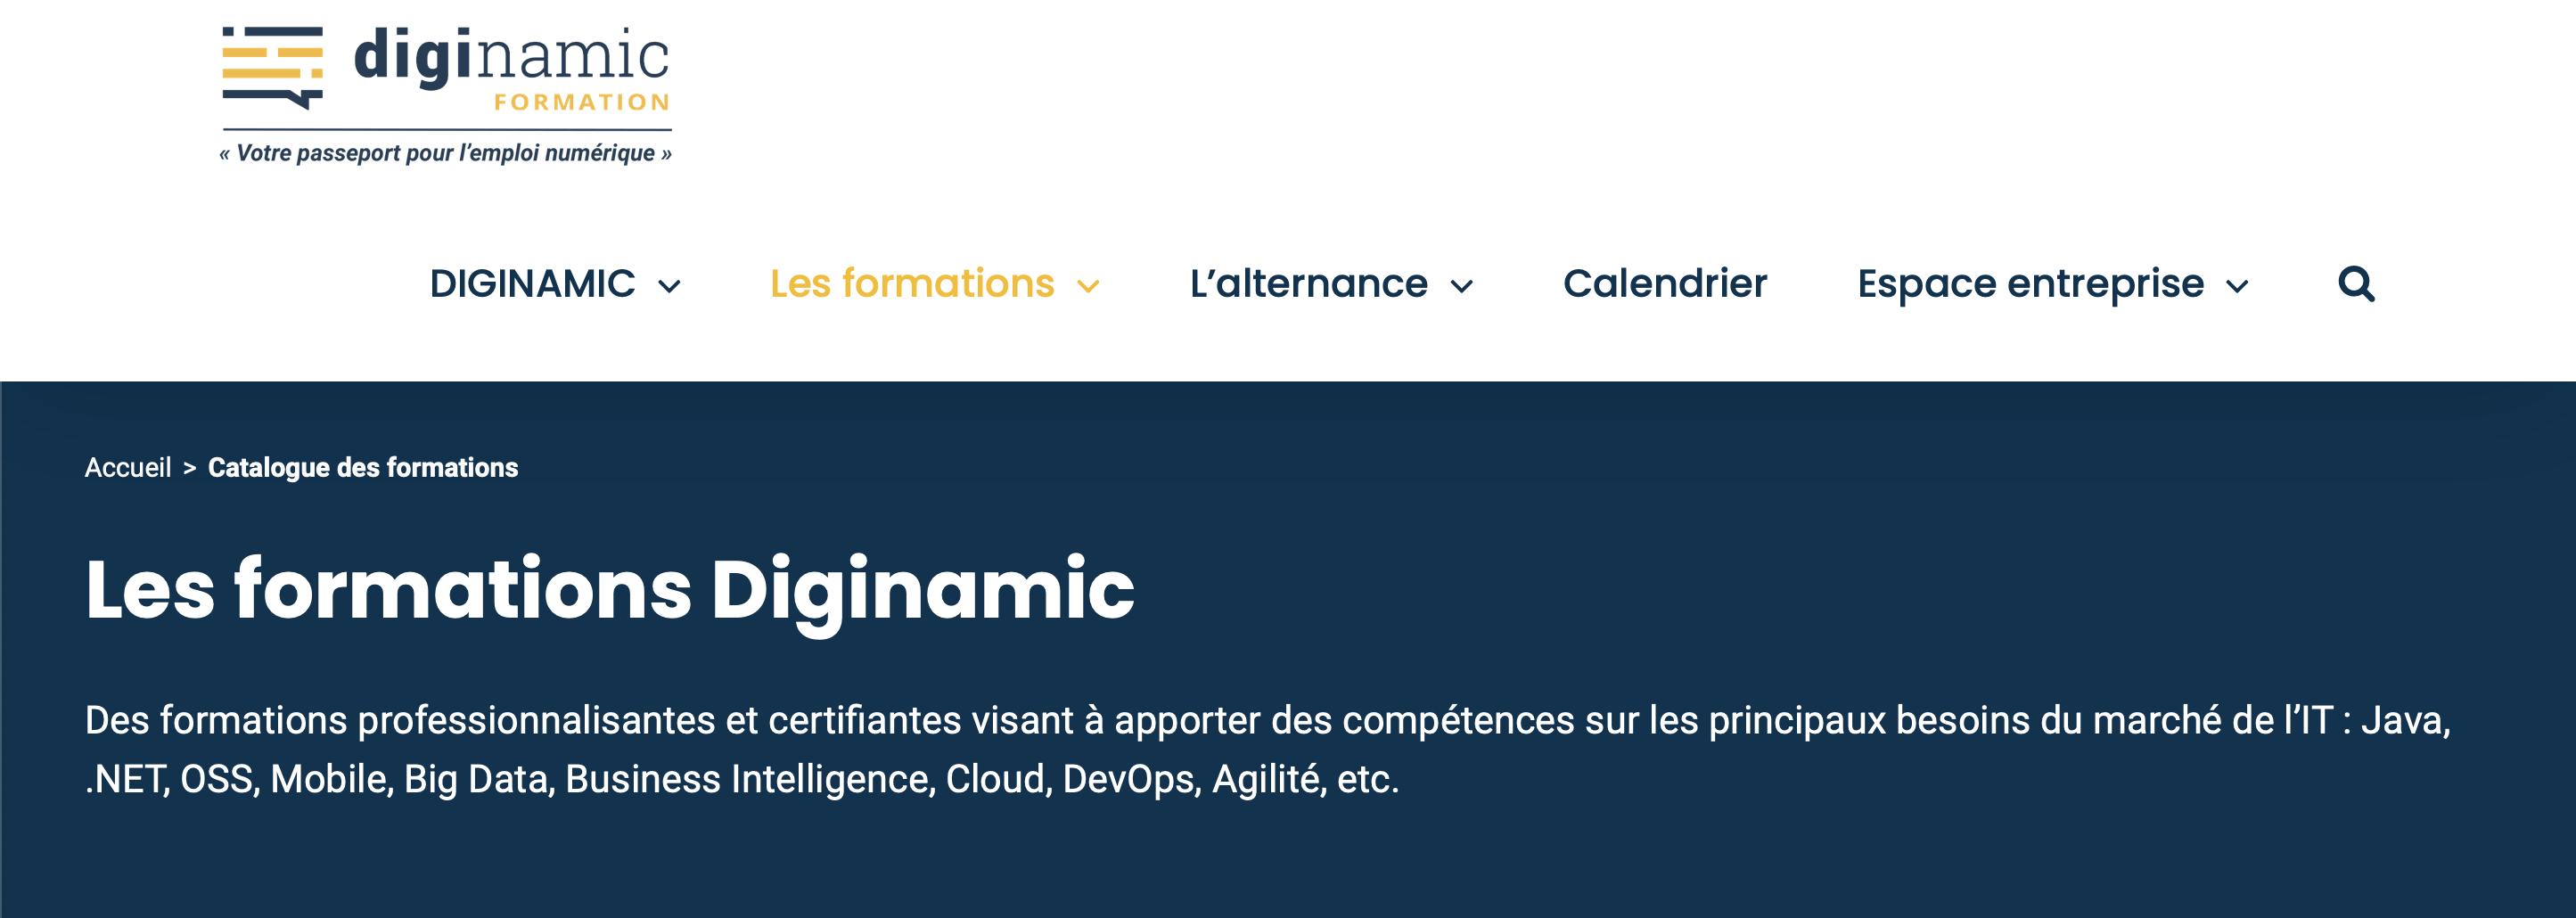 diginamic
FORMATION
« Votre passeport pour l’emploi numérique »
DIGINAMIC
Les formations
L’alternance
Calendrier
Espace entreprise
Accueil > Catalogue des formations
Les formations Diginamic
Des formations professionnalisantes et certifiantes visant à apporter des compétences sur les principaux besoins du marché de l’IT : Java,
.NET, OSS, Mobile, Big Data, Business Intelligence, Cloud, DevOps, Agilité, etc.